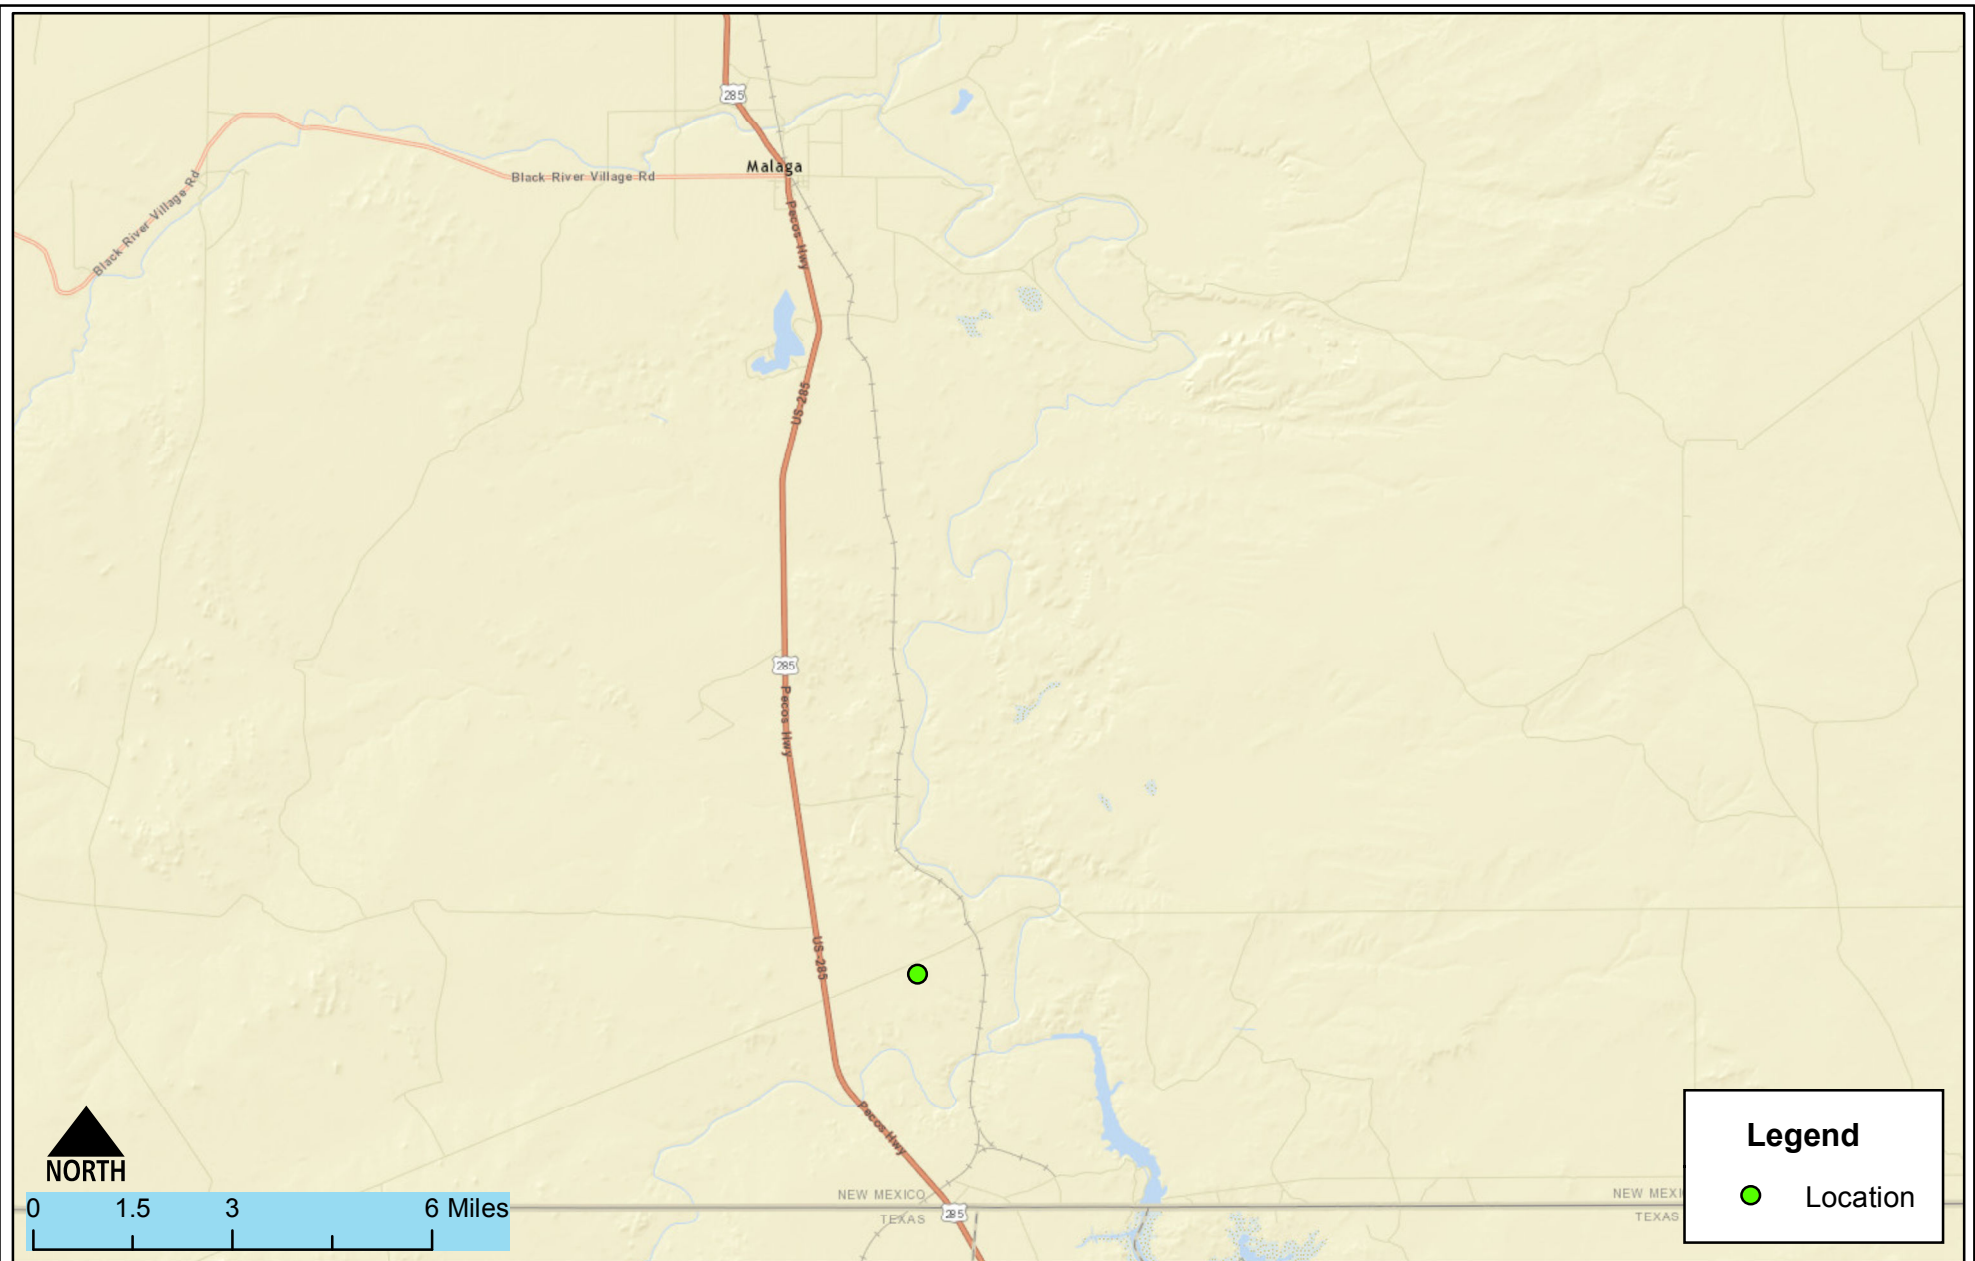 285
Malaga
Black River Village Rd
Black River Village Rd
Pecos Hwy
US-285
285
Pecos Hwy
US-285
Pecos Hwy
NEW MEXICO
TEXAS
285
NEW MEXI
TEXAS
NORTH
0 1.5 3 6 Miles
Legend
Location